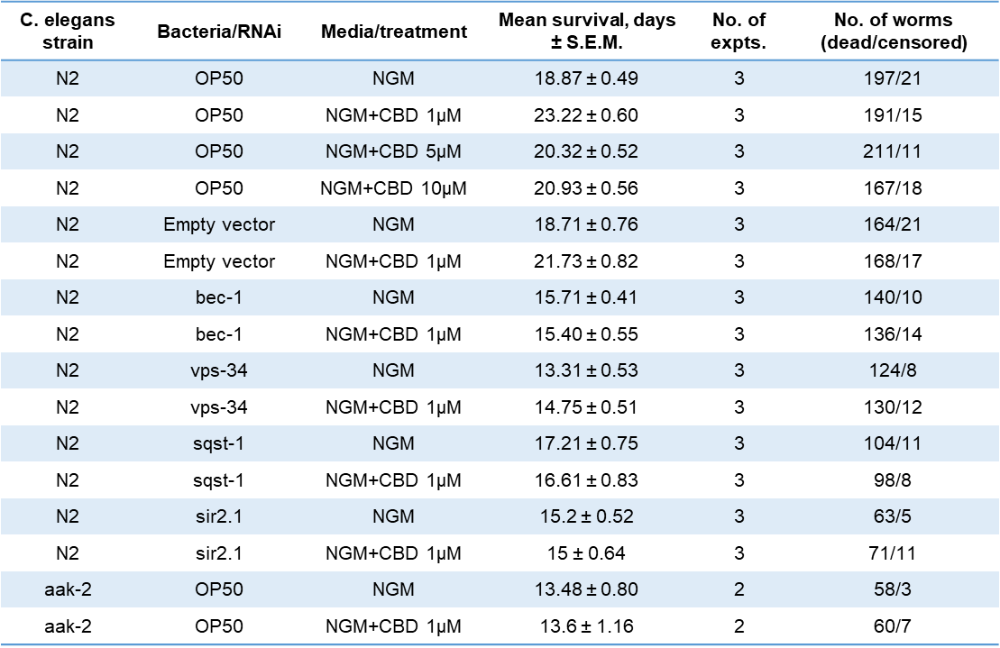 C. elegans strain Bacteria/RNAi Media/treatment Mean survival, days ± S.E.M. No. of expts. No. of worms (dead/censored)
N2 OP50 NGM 18.87 ± 0.49 3 197/21
N2 OP50 NGM+CBD 1µM 23.22 ± 0.60 3 191/15
N2 OP50 NGM+CBD 5µM 20.32 ± 0.52 3 211/11
N2 OP50 NGM+CBD 10µM 20.93 ± 0.56 3 167/18
N2 Empty vector NGM 18.71 ± 0.76 3 164/21
N2 Empty vector NGM+CBD 1µM 21.73 ± 0.82 3 168/17
N2 bec-1 NGM 15.71 ± 0.41 3 140/10
N2 bec-1 NGM+CBD 1µM 15.40 ± 0.55 3 136/14
N2 vps-34 NGM 13.31 ± 0.53 3 124/8
N2 vps-34 NGM+CBD 1µM 14.75 ± 0.51 3 130/12
N2 sqst-1 NGM 17.21 ± 0.75 3 104/11
N2 sqst-1 NGM+CBD 1µM 16.61 ± 0.83 3 98/8
N2 sir2.1 NGM 15.2 ± 0.52 3 63/5
N2 sir2.1 NGM+CBD 1µM 15 ± 0.64 3 71/11
aak-2 OP50 NGM 13.48 ± 0.80 2 58/3
aak-2 OP50 NGM+CBD 1µM 13.6 ± 1.16 2 60/7